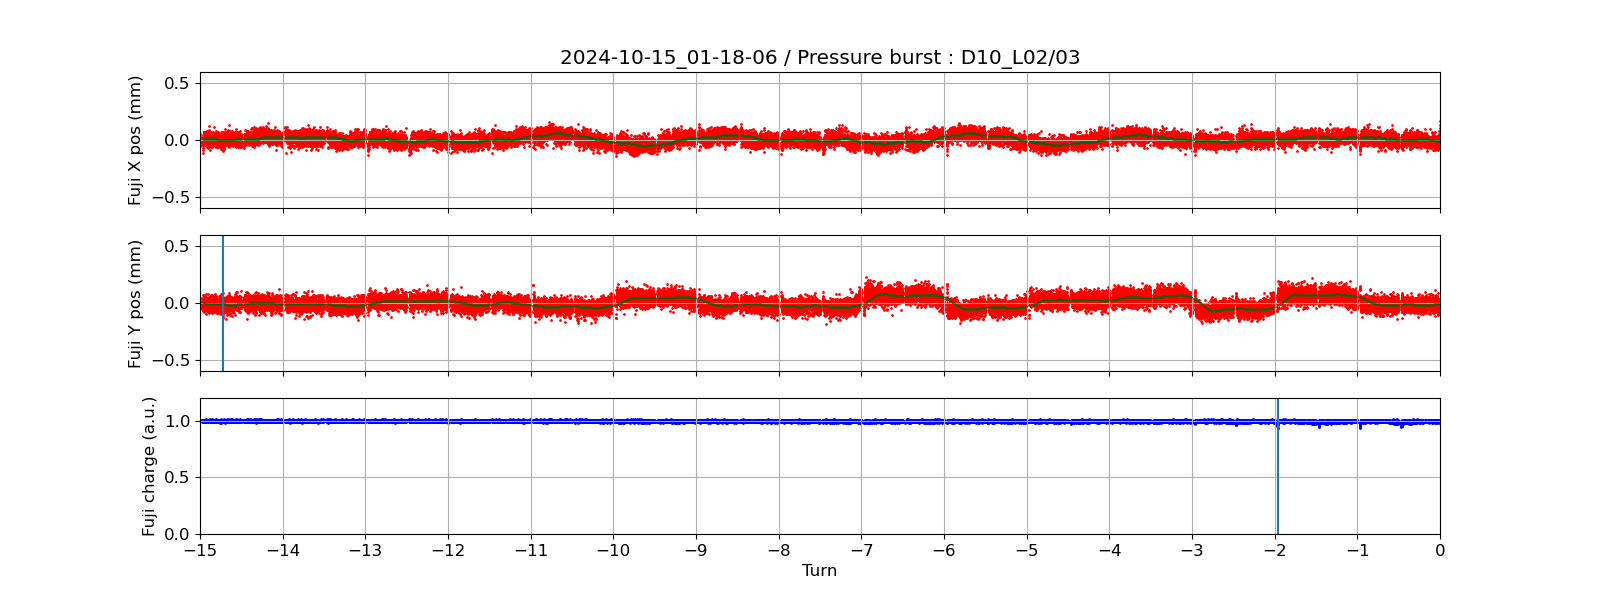 2024-10-15_01-18-06 / Pressure burst : D10_L02/03
Fuji X pos (mm)
0.5
0.0
−0.5
Fuji Y pos (mm)
0.5
0.0
−0.5
Fuji charge (a.u.)
1.0
0.5
0.0
−15 −14 −13 −12 −11 −10 −9 −8 −7 −6 −5 −4 −3 −2 −1 0
Turn